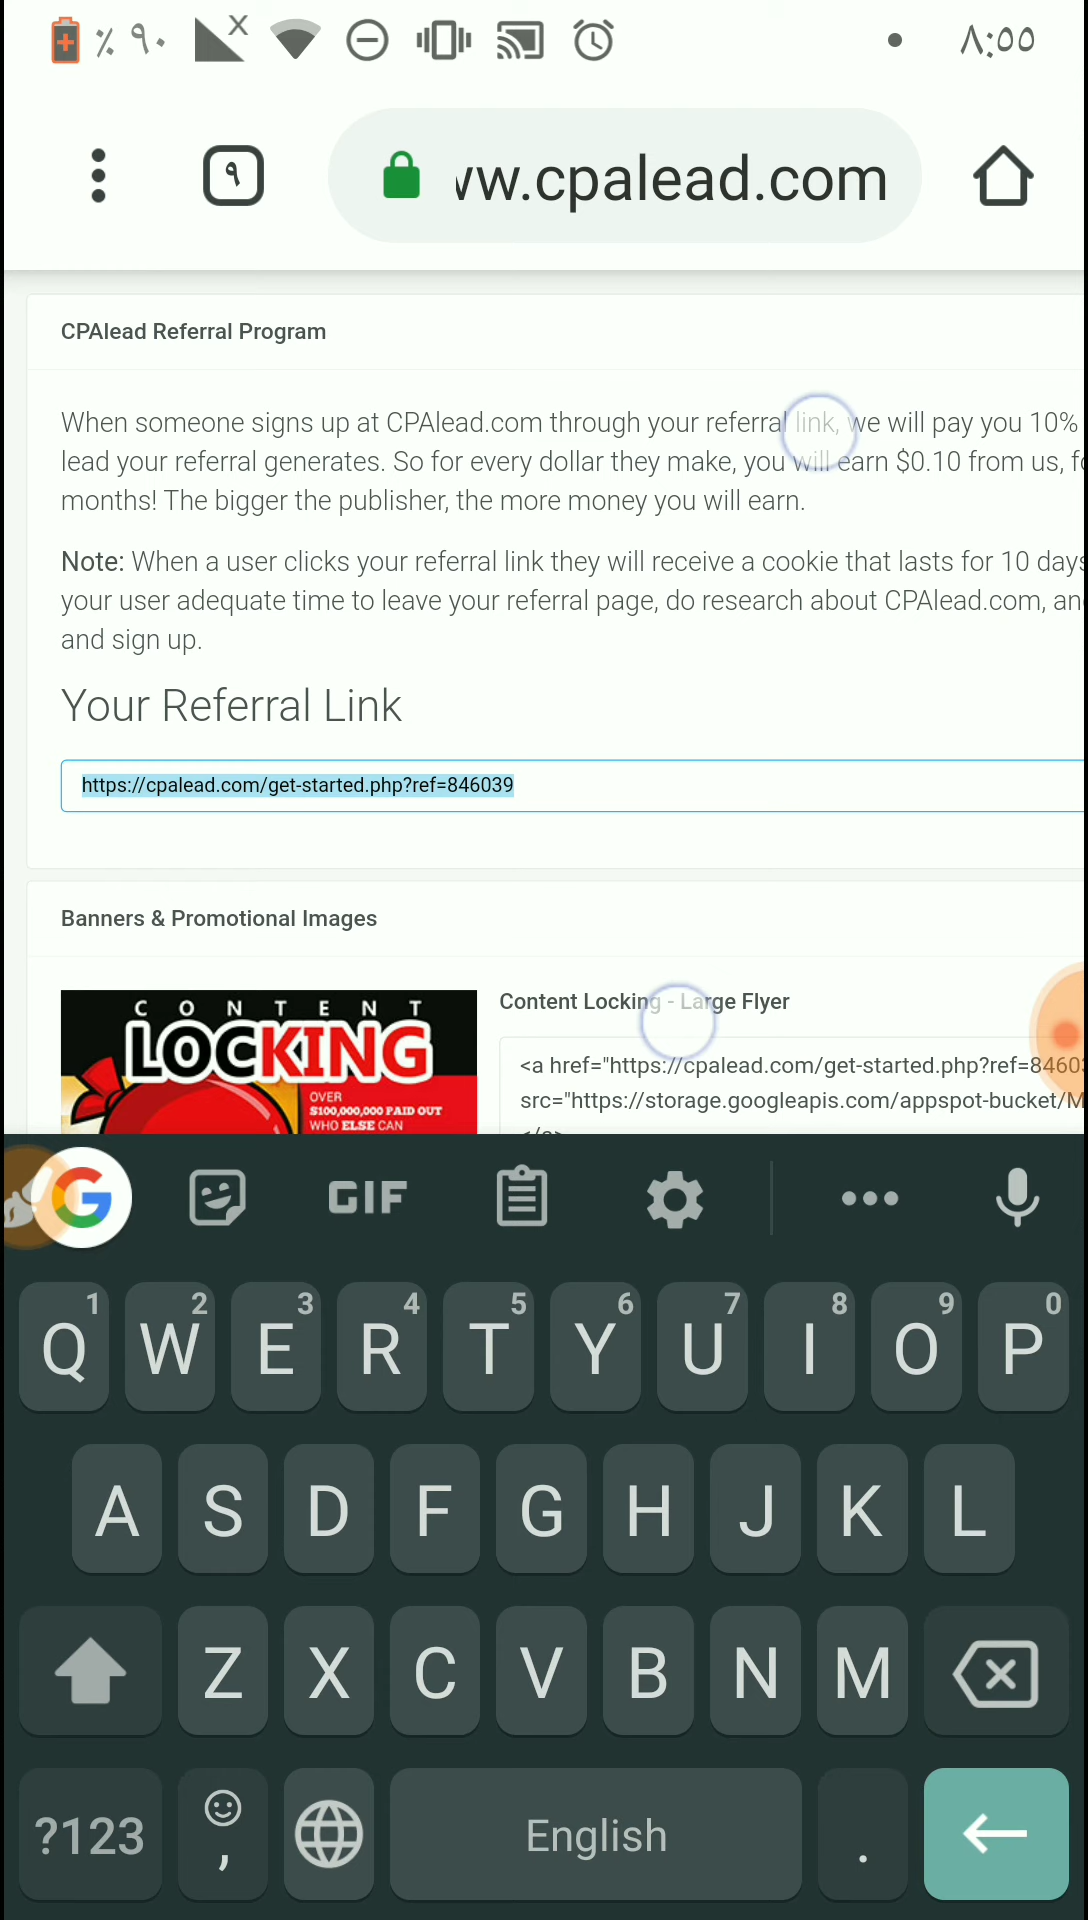 ٪ ٩٠
٨:٥٥
٩
www.cpalead.com
CPAlead Referral Program
When someone signs up at CPAlead.com through your referral link, we will pay you 10%
lead your referral generates. So for every dollar they make, you will earn $0.10 from us,
months! The bigger the publisher, the more money you will earn.
Note: When a user clicks your referral link they will receive a cookie that lasts for 10 days
your user adequate time to leave your referral page, do research about CPAlead.com,
and sign up.
Your Referral Link
https://cpalead.com/get-started.php?ref=846039
Banners & Promotional Images
CONTENT
LOCKING
OVER
$100,000,000 PAID OUT
WHO ELSE CAN
Content Locking - Large Flyer
<a href="https://cpalead.com/get-started.php?ref=8460
src="https://storage.googleapis.com/appspot-bucket/M
G GIF
1 2 3 4 5 6 7 8 9 0
Q W E R T Y U I O P
A S D F G H J K L
Z X C V B N M
?123 , English .